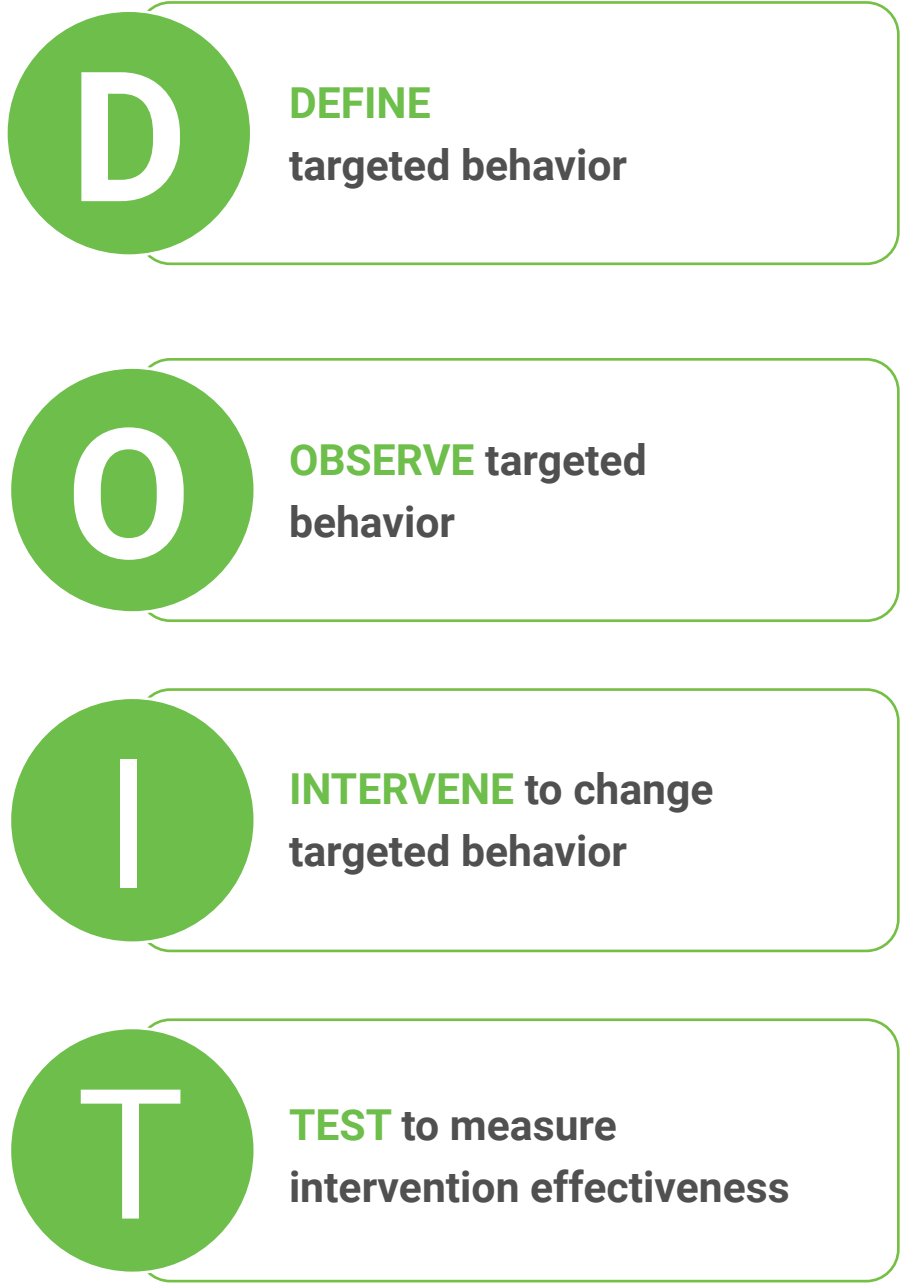 D
DEFINE
targeted behavior
O
OBSERVE targeted
behavior
I
INTERVENE to change
targeted behavior
T
TEST to measure
intervention effectiveness